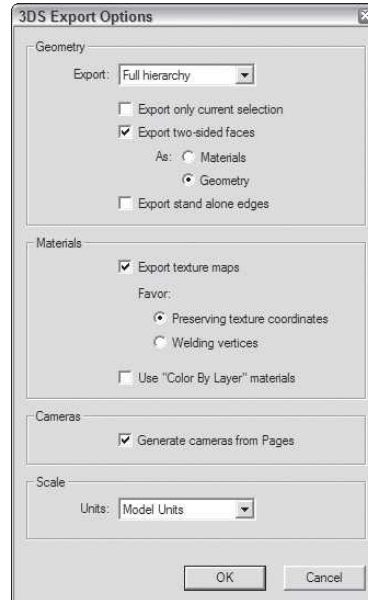 3DS Export Options
Geometry
Export: Full hierarchy
Export only current selection
Export two-sided faces
As: Materials
Geometry
Export stand alone edges
Materials
Export texture maps
Favor:
Preserving texture coordinates
Welding vertices
Use "Color By Layer" materials
Cameras
Generate cameras from Pages
Scale
Units: Model Units
OK Cancel